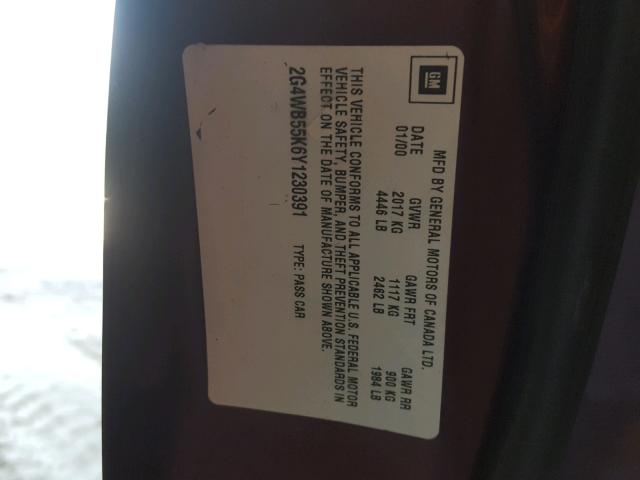 GM
MFD BY GENERAL MOTORS OF CANADA LTD.
DATE GVWR GAWR FRT GAWR RR
01/00 2017 KG 1117 KG 900 KG
4446 LB 2462 LB 1984 LB
THIS VEHICLE CONFORMS TO ALL APPLICABLE U.S. FEDERAL MOTOR
VEHICLE SAFETY, BUMPER, AND THEFT PREVENTION STANDARDS IN
EFFECT ON THE DATE OF MANUFACTURE SHOWN ABOVE.
2G4WB55K6Y1230391 TYPE: PASS CAR